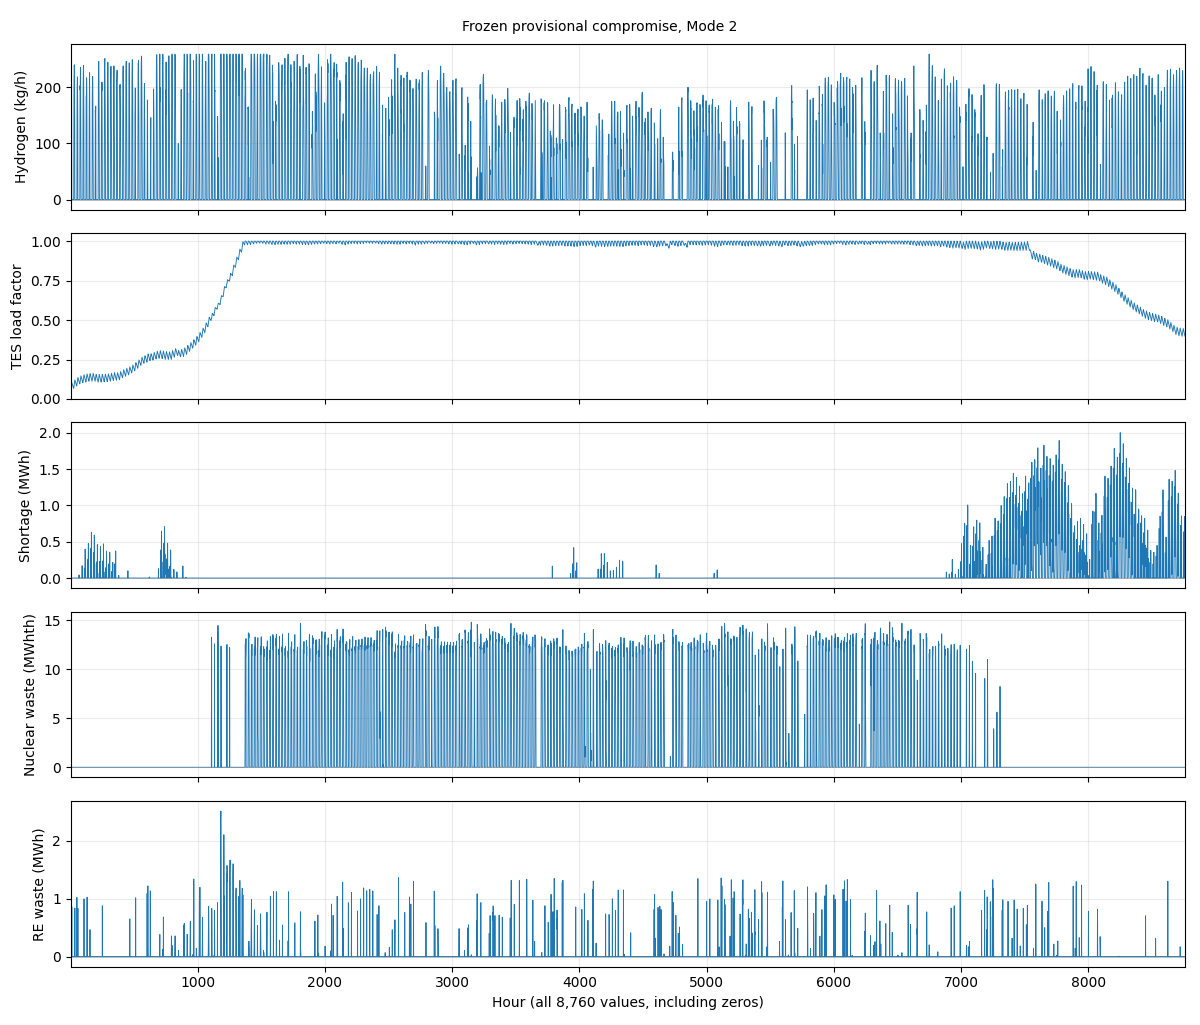 Frozen provisional compromise, Mode 2
Hydrogen (kg/h)
200
100
0
TES load factor
1.00
0.75
0.50
0.25
0.00
Shortage (MWh)
2.0
1.5
1.0
0.5
0.0
Nuclear waste (MWhth)
15
10
5
0
RE waste (MWh)
2
1
0
1000 2000 3000 4000 5000 6000 7000 8000
Hour (all 8,760 values, including zeros)